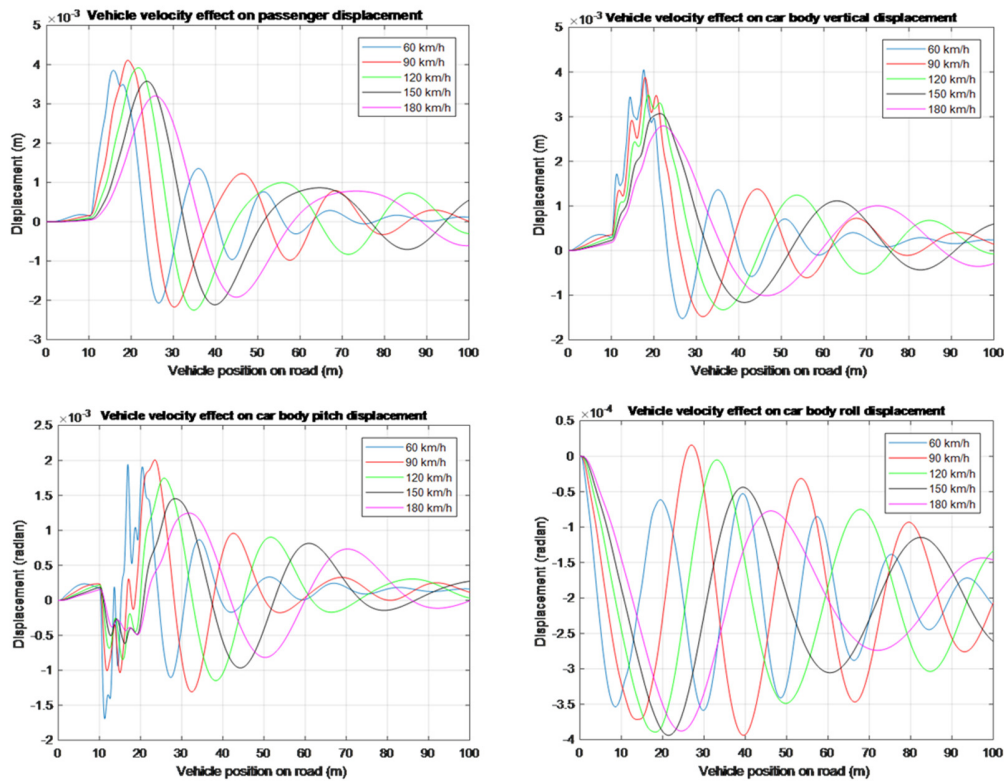 Vehicle velocity effect on passenger displacement
×10⁻³
5
4
3
2
1
0
-1
-2
-3
Displacement (m)
60 km/h
90 km/h
120 km/h
150 km/h
180 km/h
0 10 20 30 40 50 60 70 80 90 100
Vehicle position on road (m)
Vehicle velocity effect on car body vertical displacement
×10⁻³
5
4
3
2
1
0
-1
-2
Displacement (m)
60 km/h
90 km/h
120 km/h
150 km/h
180 km/h
0 10 20 30 40 50 60 70 80 90 100
Vehicle position on road (m)
Vehicle velocity effect on car body pitch displacement
×10⁻³
2.5
2
1.5
1
0.5
0
-0.5
-1
-1.5
-2
Displacement (radian)
60 km/h
90 km/h
120 km/h
150 km/h
180 km/h
0 10 20 30 40 50 60 70 80 90 100
Vehicle position on road (m)
Vehicle velocity effect on car body roll displacement
×10⁻⁴
0.5
0
-0.5
-1
-1.5
-2
-2.5
-3
-3.5
-4
Displacement (radian)
60 km/h
90 km/h
120 km/h
150 km/h
180 km/h
0 10 20 30 40 50 60 70 80 90 100
Vehicle position on road (m)